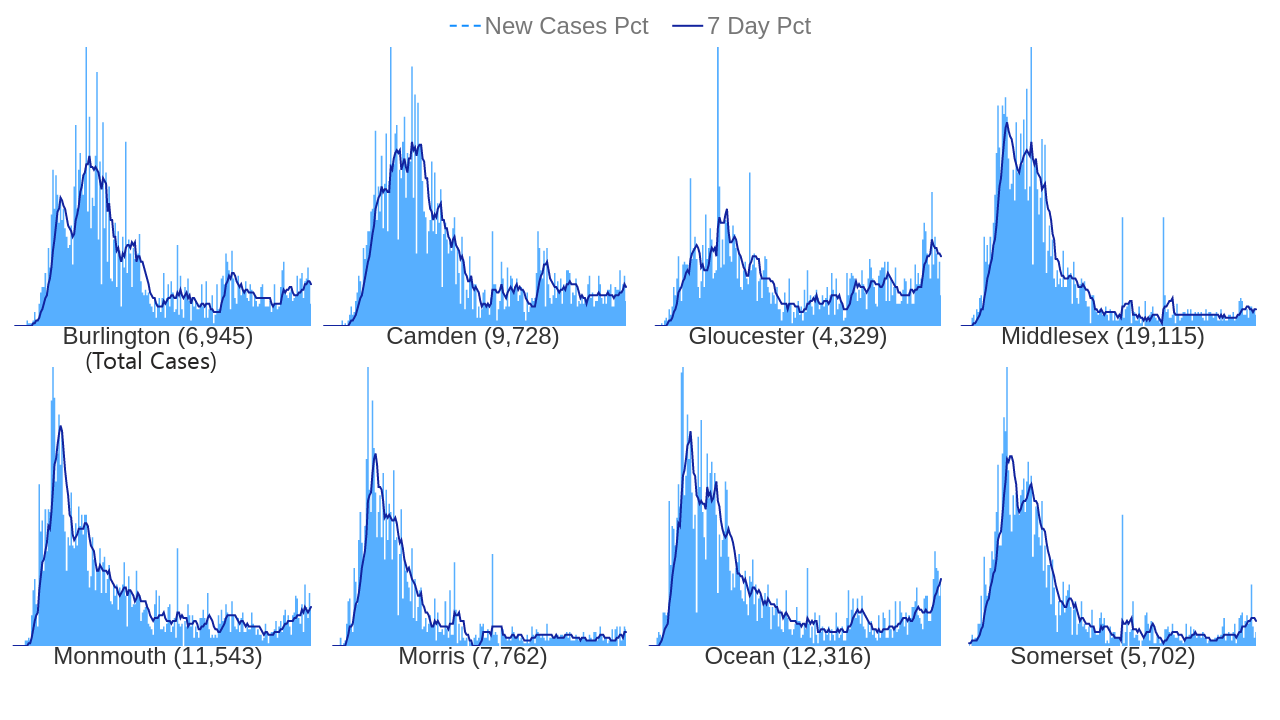 New Cases Pct 7 Day Pct
Burlington (6,945) Camden (9,728) Gloucester (4,329) Middlesex (19,115)
(Total Cases)
Monmouth (11,543) Morris (7,762) Ocean (12,316) Somerset (5,702)